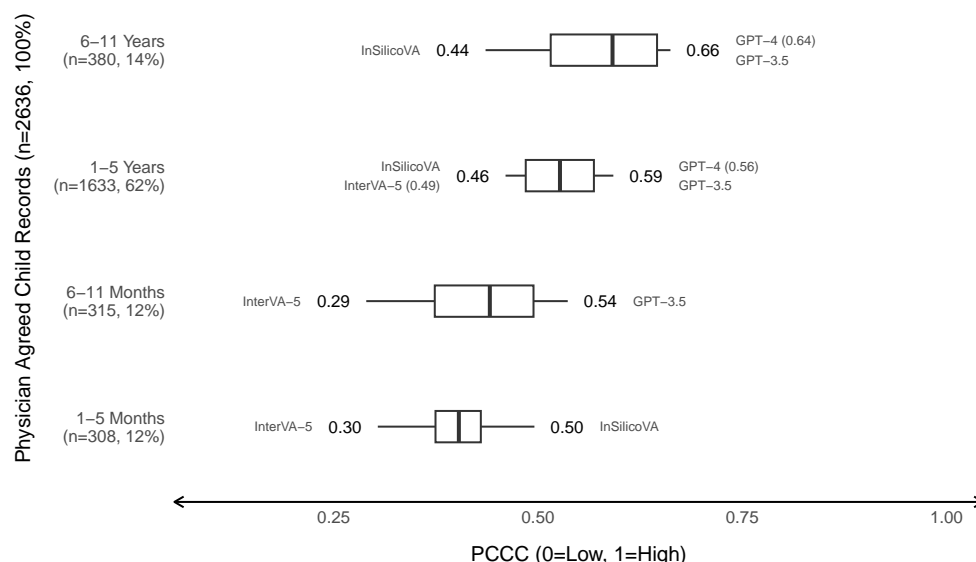 Physician Agreed Child Records (n=2636, 100%)
6−11 Years
(n=380, 14%)
InSilicoVA 0.44 0.66 GPT−4 (0.64)
GPT−3.5
1−5 Years
(n=1633, 62%)
InSilicoVA
InterVA−5 (0.49) 0.46 0.59 GPT−4 (0.56)
GPT−3.5
6−11 Months
(n=315, 12%)
InterVA−5 0.29 0.54 GPT−3.5
1−5 Months
(n=308, 12%)
InterVA−5 0.30 0.50 InSilicoVA
0.25 0.50 0.75 1.00
PCCC (0=Low, 1=High)